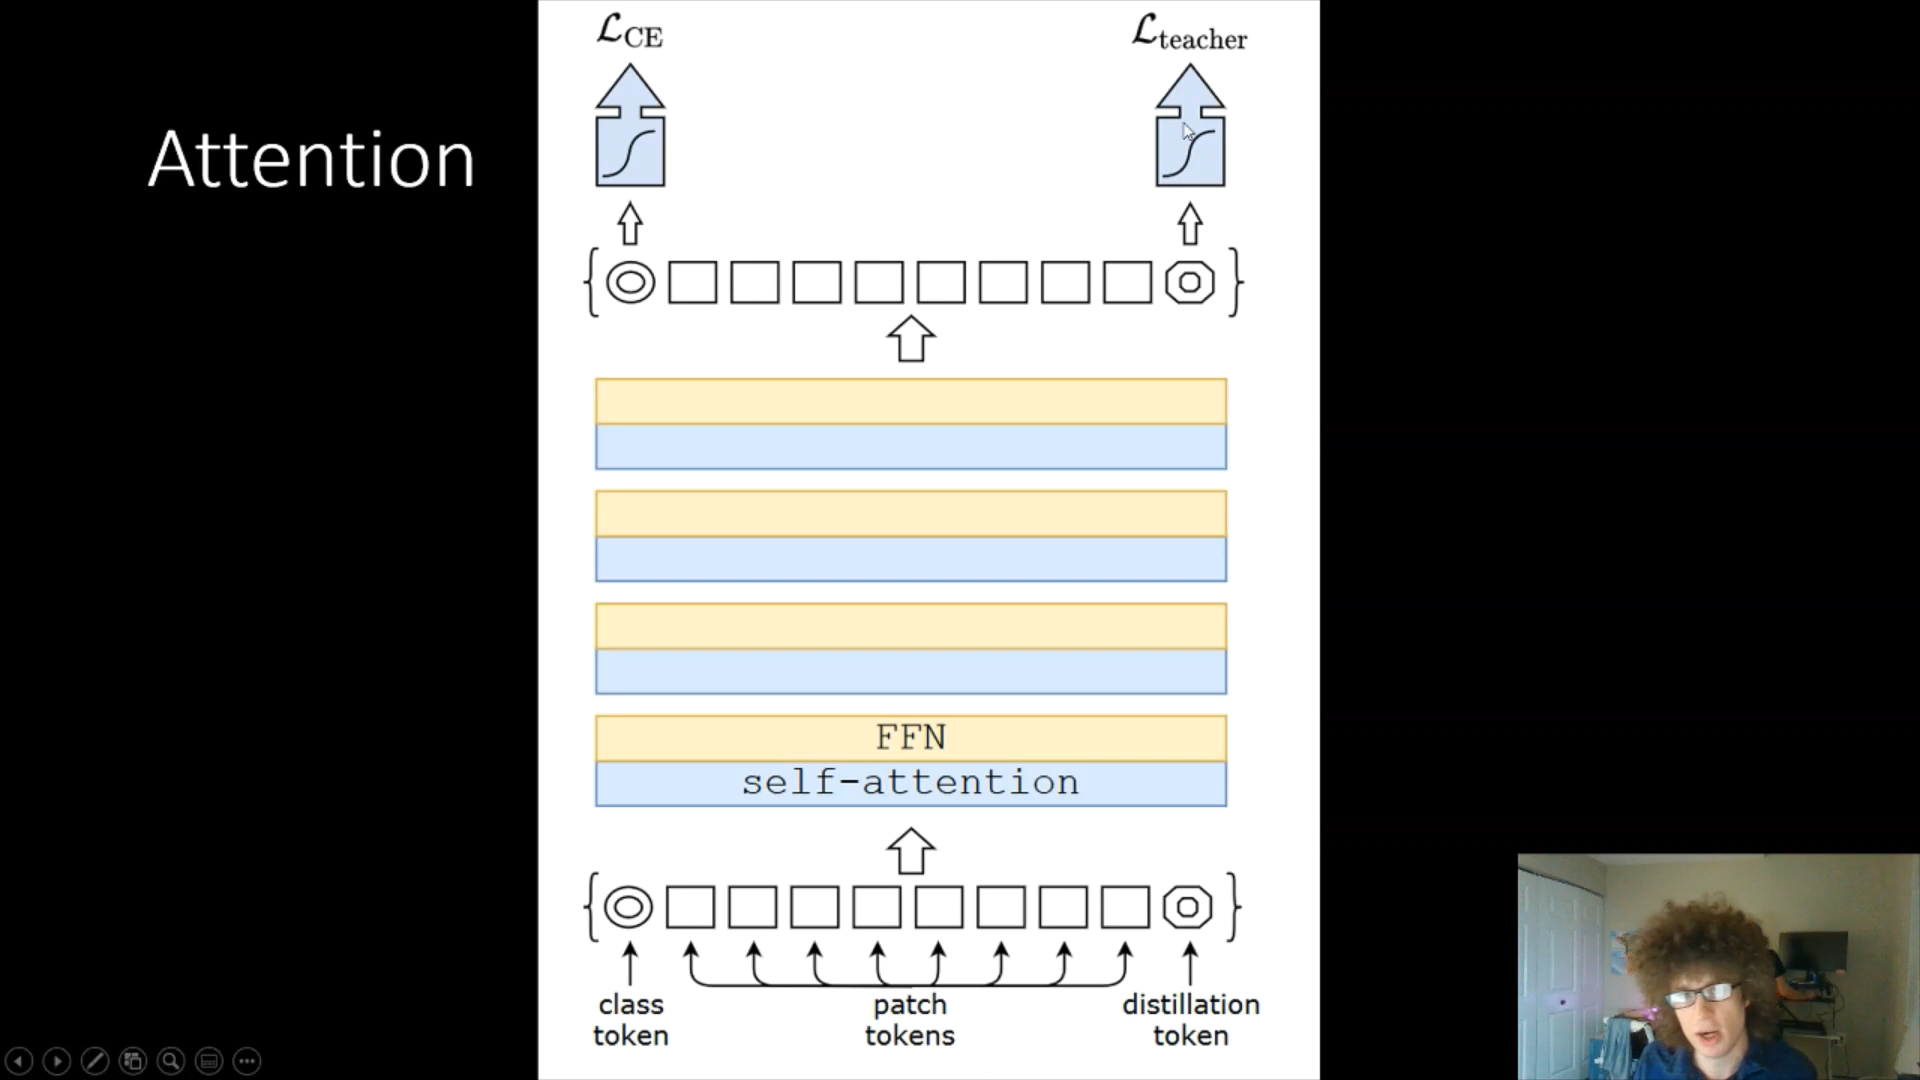 Attention
ℒCE
ℒteacher
FFN
self-attention
class
token
patch
tokens
distillation
token